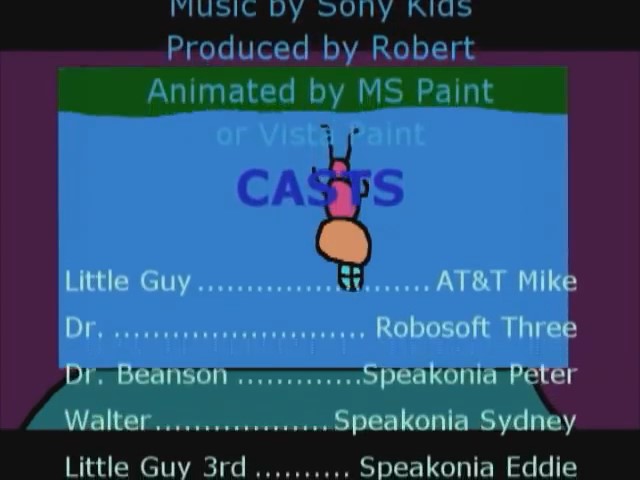 Music by Sony Kids
Produced by Robert
Animated by MS Paint
or Vista Paint
CASTS
Little Guy ........................ AT&T Mike
Dr. .......................... Robosoft Three
Dr. Beanson .............Speakonia Peter
Walter..................Speakonia Sydney
Little Guy 3rd .......... Speakonia Eddie